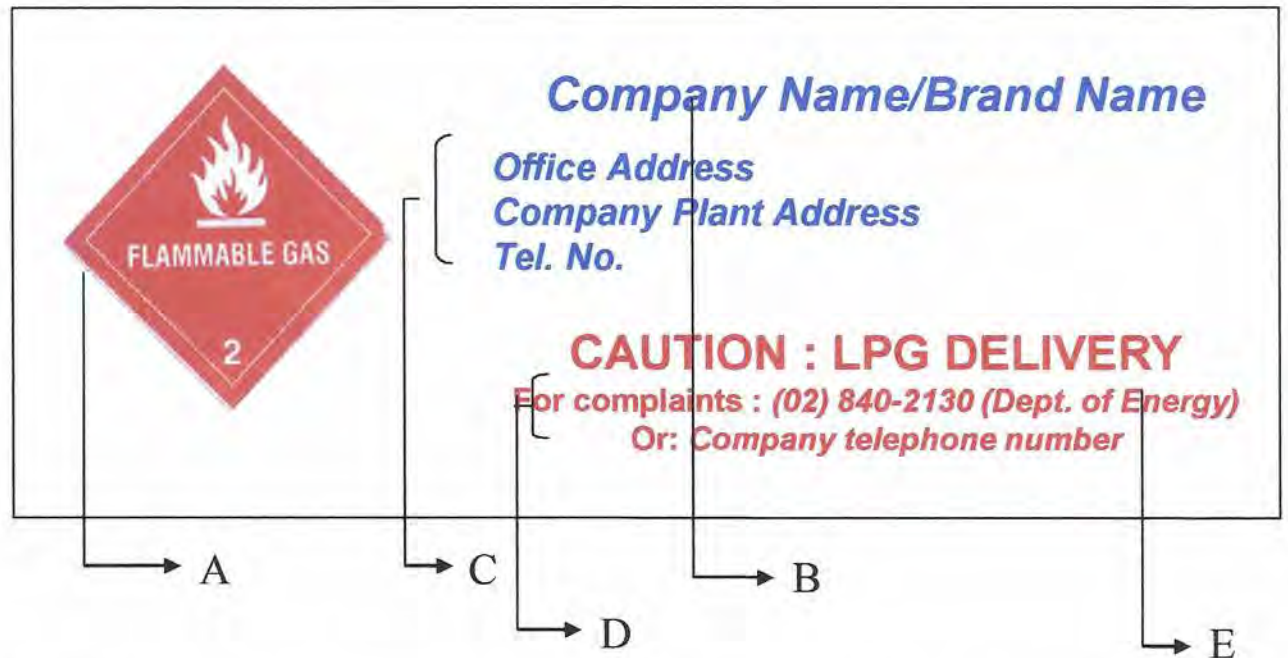 Company Name/Brand Name
Office Address
Company Plant Address
Tel. No.
FLAMMABLE GAS
2
CAUTION : LPG DELIVERY
For complaints : (02) 840-2130 (Dept. of Energy)
Or: Company telephone number
A
C
B
D
E